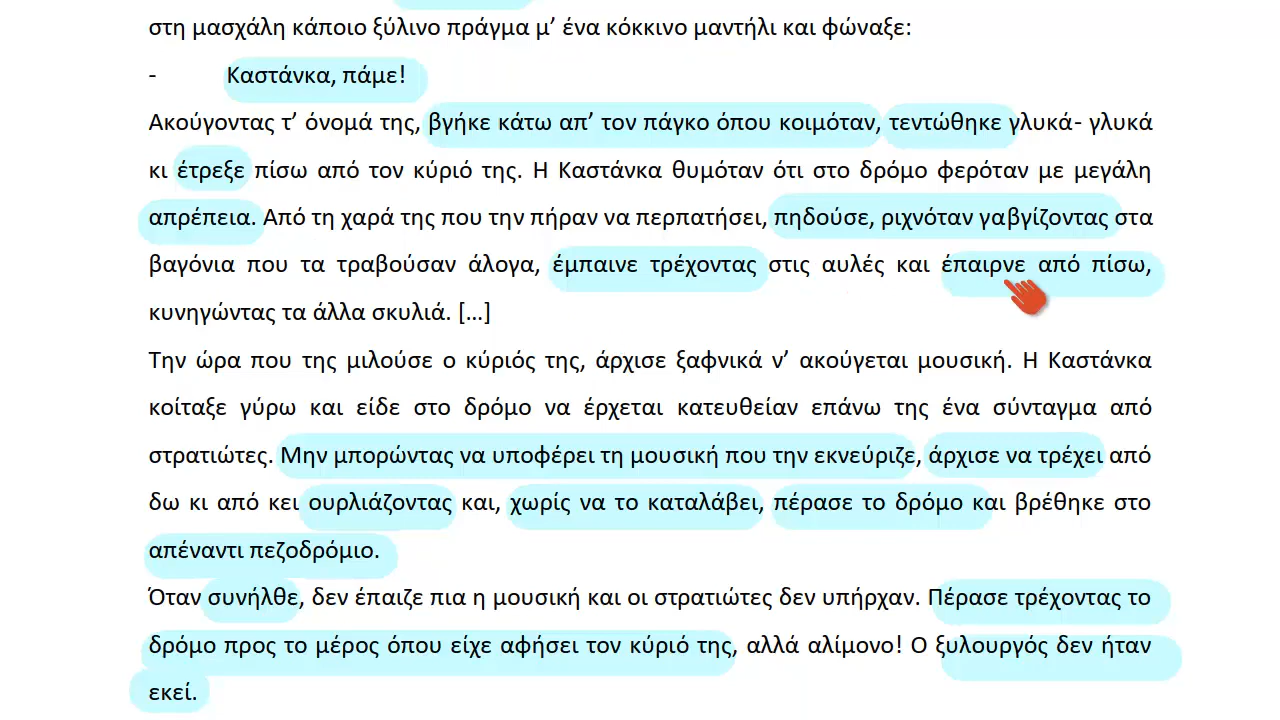 στη μασχάλη κάποιο ξύλινο πράγμα μ’ ένα κόκκινο μαντήλι και φώναξε:
- Καστάνκα, πάμε!
Ακούγοντας τ’ όνομά της, βγήκε κάτω απ’ τον πάγκο όπου κοιμόταν, τεντώθηκε γλυκά- γλυκά
κι έτρεξε πίσω από τον κύριό της. Η Καστάνκα θυμόταν ότι στο δρόμο φερόταν με μεγάλη
απρέπεια. Από τη χαρά της που την πήραν να περπατήσει, πηδούσε, ριχνόταν γαβγίζοντας στα
βαγόνια που τα τραβούσαν άλογα, έμπαινε τρέχοντας στις αυλές και έπαιρνε από πίσω,
κυνηγώντας τα άλλα σκυλιά. [...]
Την ώρα που της μιλούσε ο κύριός της, άρχισε ξαφνικά ν’ ακούγεται μουσική. Η Καστάνκα
κοίταξε γύρω και είδε στο δρόμο να έρχεται κατευθείαν επάνω της ένα σύνταγμα από
στρατιώτες. Μην μπορώντας να υποφέρει τη μουσική που την εκνεύριζε, άρχισε να τρέχει από
δω κι από κει ουρλιάζοντας και, χωρίς να το καταλάβει, πέρασε το δρόμο και βρέθηκε στο
απέναντι πεζοδρόμιο.
Όταν συνήλθε, δεν έπαιζε πια η μουσική και οι στρατιώτες δεν υπήρχαν. Πέρασε τρέχοντας το
δρόμο προς το μέρος όπου είχε αφήσει τον κύριό της, αλλά αλίμονο! Ο ξυλουργός δεν ήταν
εκεί.